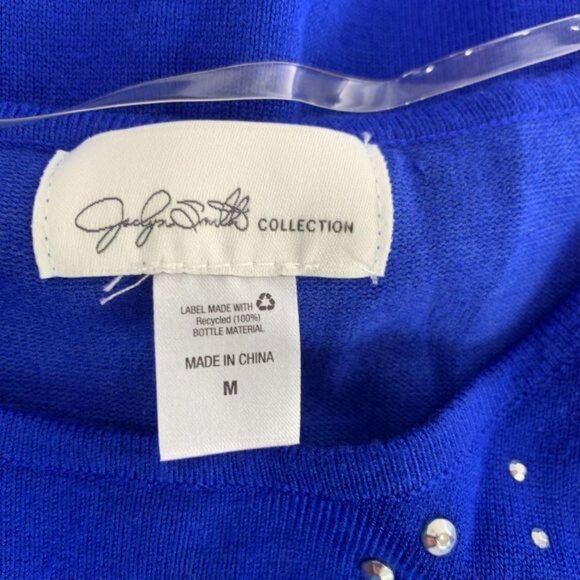 Jaclyn Smith COLLECTION
LABEL MADE WITH
Recycled (100%)
BOTTLE MATERIAL
MADE IN CHINA
M